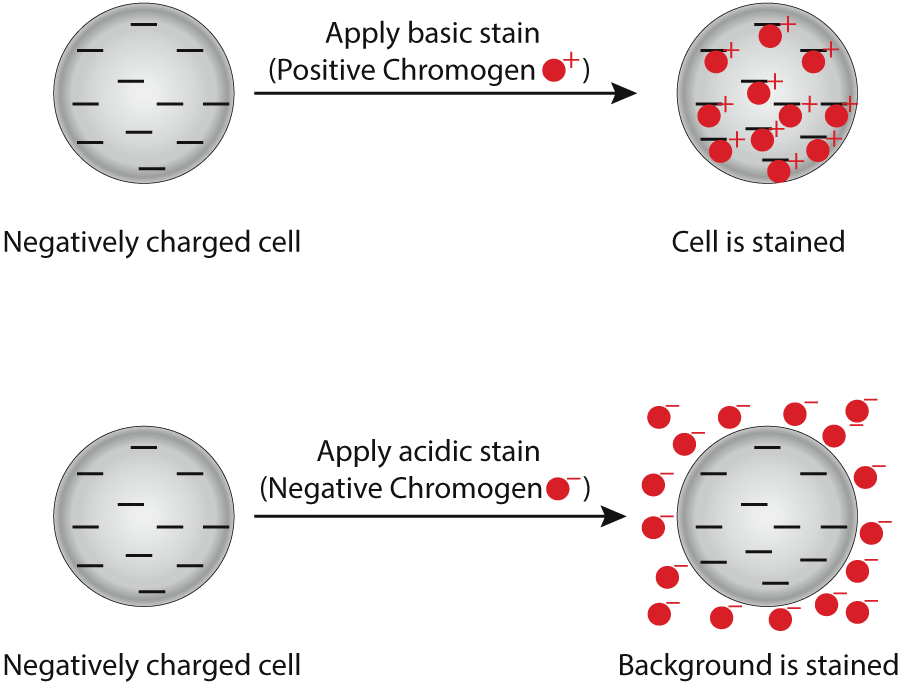 Apply basic stain
(Positive Chromogen +)
Negatively charged cell
Cell is stained
Apply acidic stain
(Negative Chromogen −)
Negatively charged cell
Background is stained